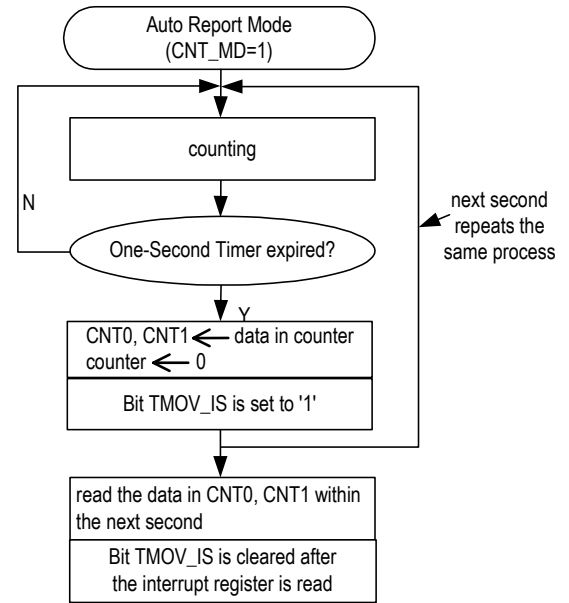 Auto Report Mode
(CNT_MD=1)
counting
N
next second
repeats the
same process
One-Second Timer expired?
Y
CNT0, CNT1 ← data in counter
counter ← 0
Bit TMOV_IS is set to '1'
read the data in CNT0, CNT1 within
the next second
Bit TMOV_IS is cleared after
the interrupt register is read